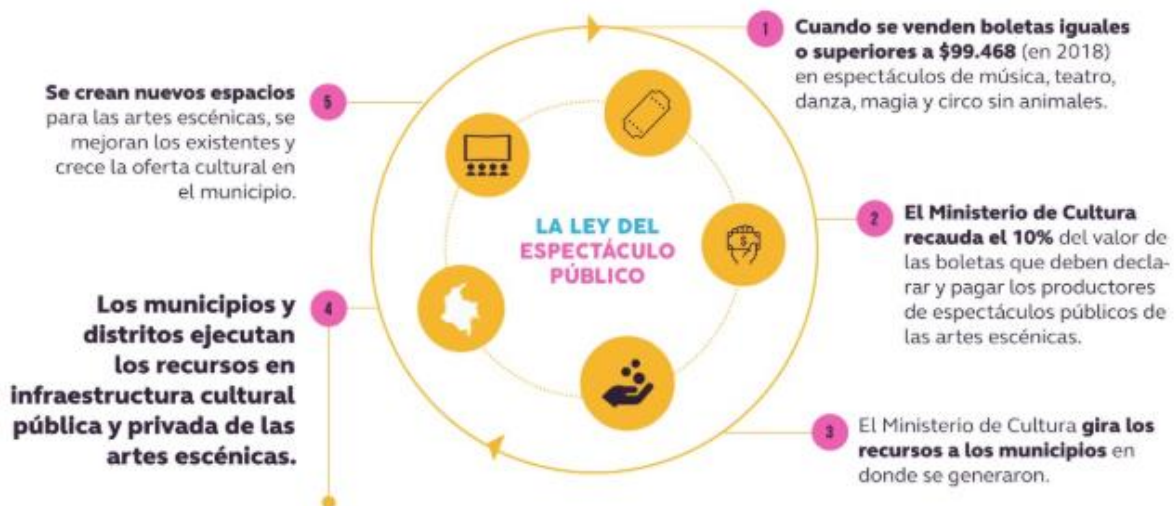 LA LEY DEL
ESPECTÁCULO
PÚBLICO
1
Cuando se venden boletas iguales
o superiores a $99.468 (en 2018)
en espectáculos de música, teatro,
danza, magia y circo sin animales.
2
El Ministerio de Cultura
recauda el 10% del valor de
las boletas que deben decla-
rar y pagar los productores
de espectáculos públicos de
las artes escénicas.
3
El Ministerio de Cultura gira los
recursos a los municipios en
donde se generaron.
4
Los municipios y
distritos ejecutan
los recursos en
infraestructura cultural
pública y privada de las
artes escénicas.
5
Se crean nuevos espacios
para las artes escénicas, se
mejoran los existentes y
crece la oferta cultural en
el municipio.
$